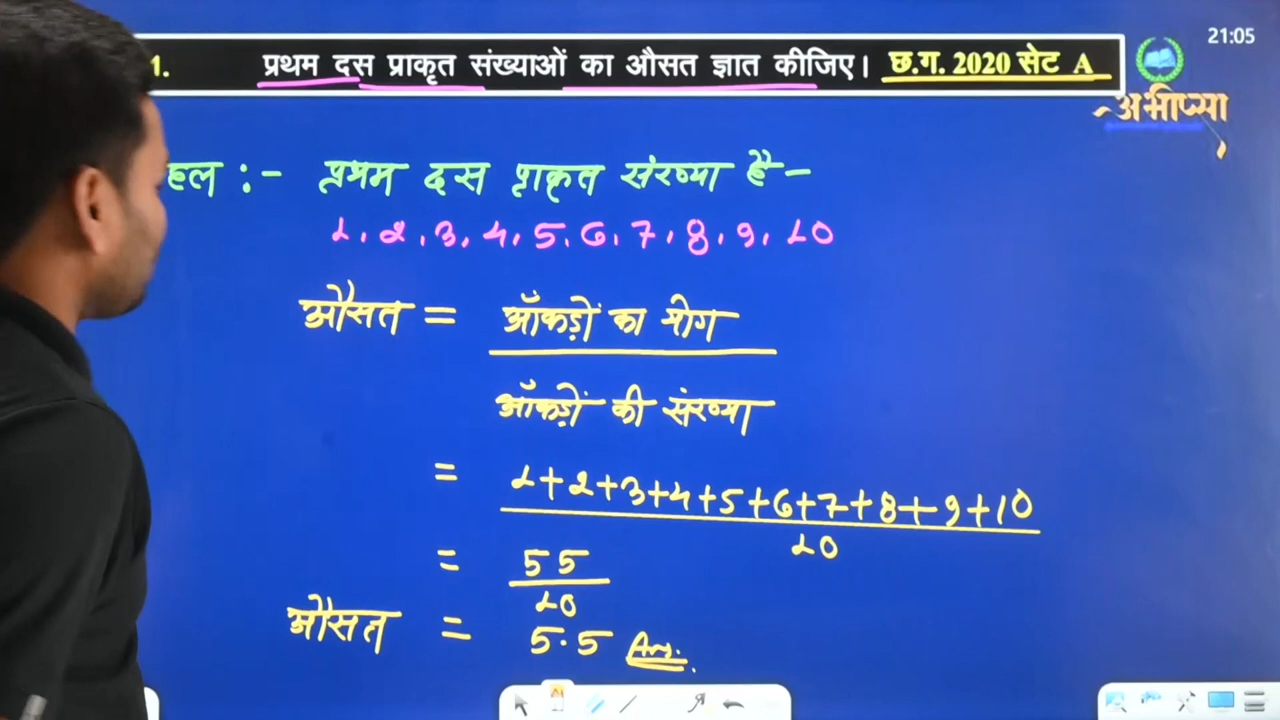 21:05
1. प्रथम दस प्राकृत संख्याओं का औसत ज्ञात कीजिए। छ.ग. 2020 सेट A
अभीप्सा
हल :- प्रथम दस प्राकृत संख्या है -
1, 2, 3, 4, 5, 6, 7, 8, 9, 10
औसत = आँकड़ों का योग
आँकड़ों की संख्या
= 1+2+3+4+5+6+7+8+9+10
10
= 55
10
औसत = 5.5 Ans.